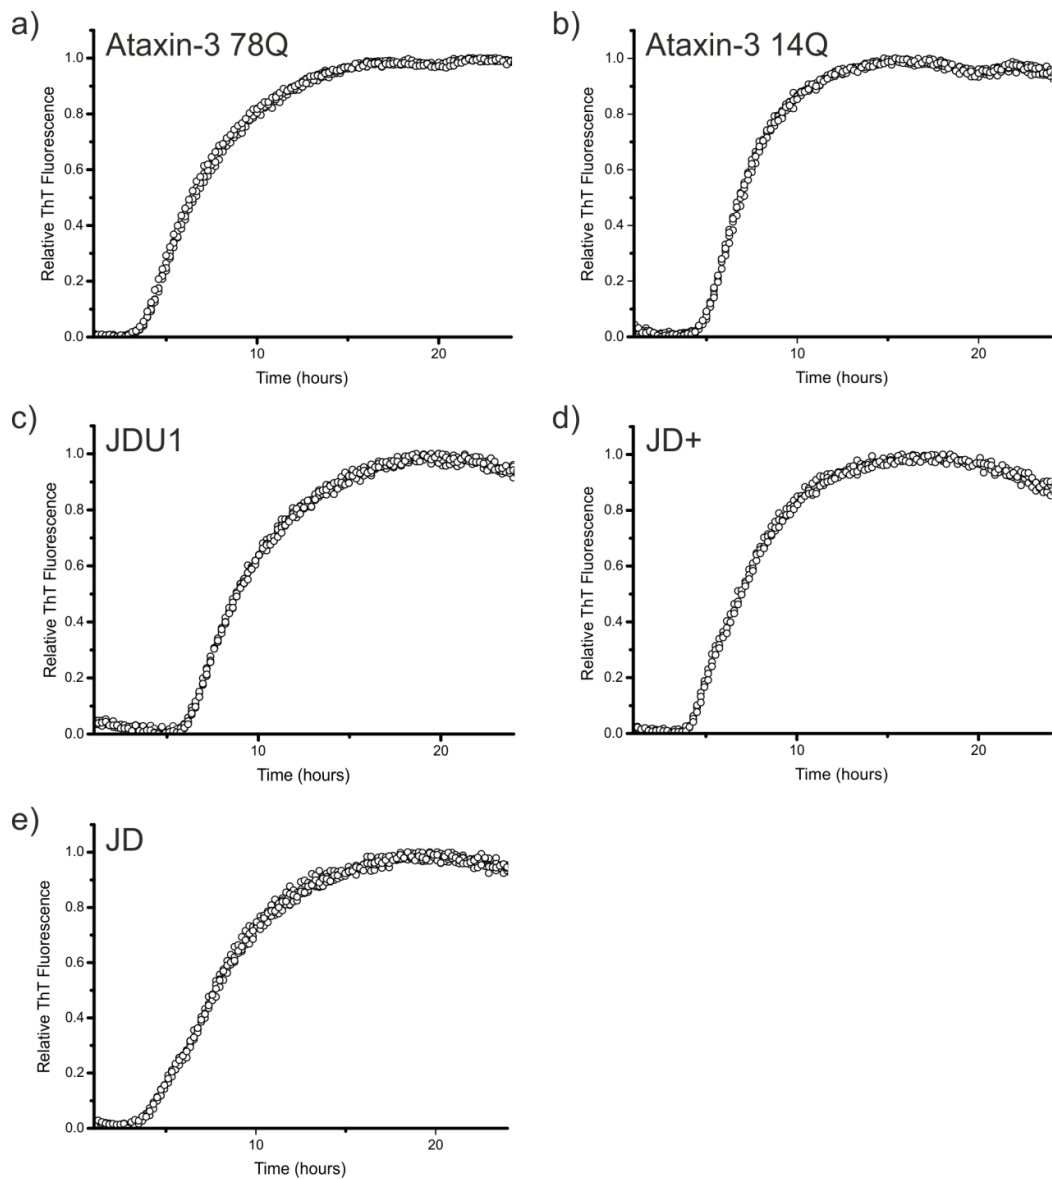 a) Ataxin-3 78Q
1.0
0.8
0.6
0.4
0.2
0.0
Relative ThT Fluorescence
10 20
Time (hours)
b) Ataxin-3 14Q
1.0
0.8
0.6
0.4
0.2
0.0
Relative ThT Fluorescence
10 20
Time (hours)
c) JDU1
1.0
0.8
0.6
0.4
0.2
0.0
Relative ThT Fluorescence
10 20
Time (hours)
d) JD+
1.0
0.8
0.6
0.4
0.2
0.0
Relative ThT Fluorescence
10 20
Time (hours)
e) JD
1.0
0.8
0.6
0.4
0.2
0.0
Relative ThT Fluorescence
10 20
Time (hours)